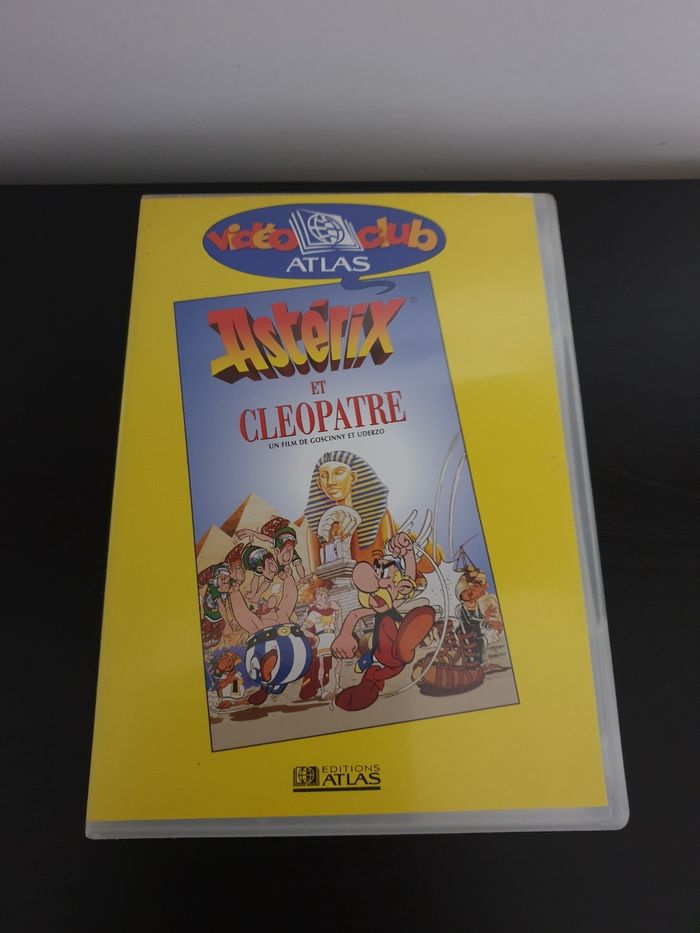 vidéo club
ATLAS
Astérix
ET
CLEOPATRE
UN FILM DE GOSCINNY ET UDERZO
EDITIONS
ATLAS